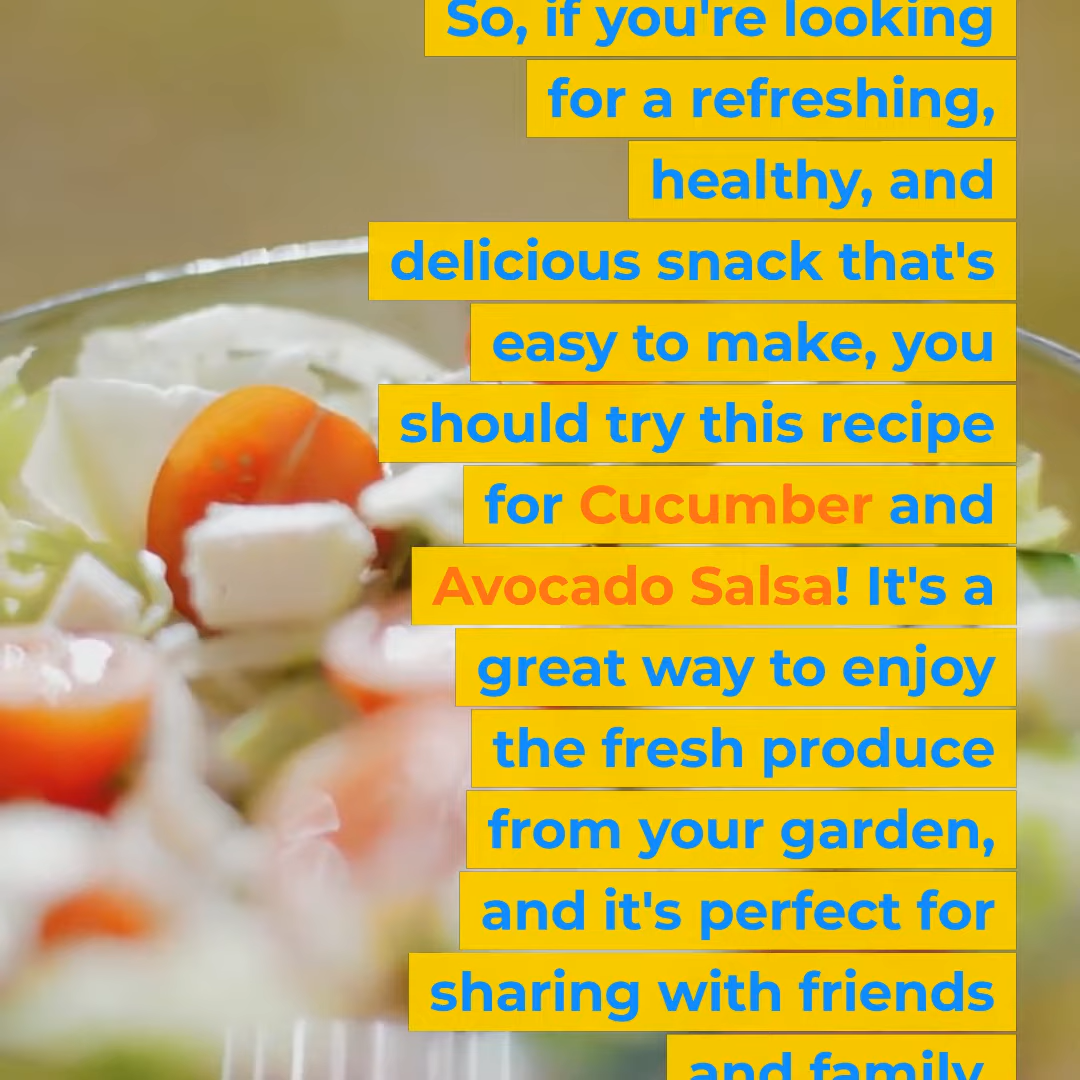 So, if you're looking
for a refreshing,
healthy, and
delicious snack that's
easy to make, you
should try this recipe
for Cucumber and
Avocado Salsa! It's a
great way to enjoy
the fresh produce
from your garden,
and it's perfect for
sharing with friends
and family.